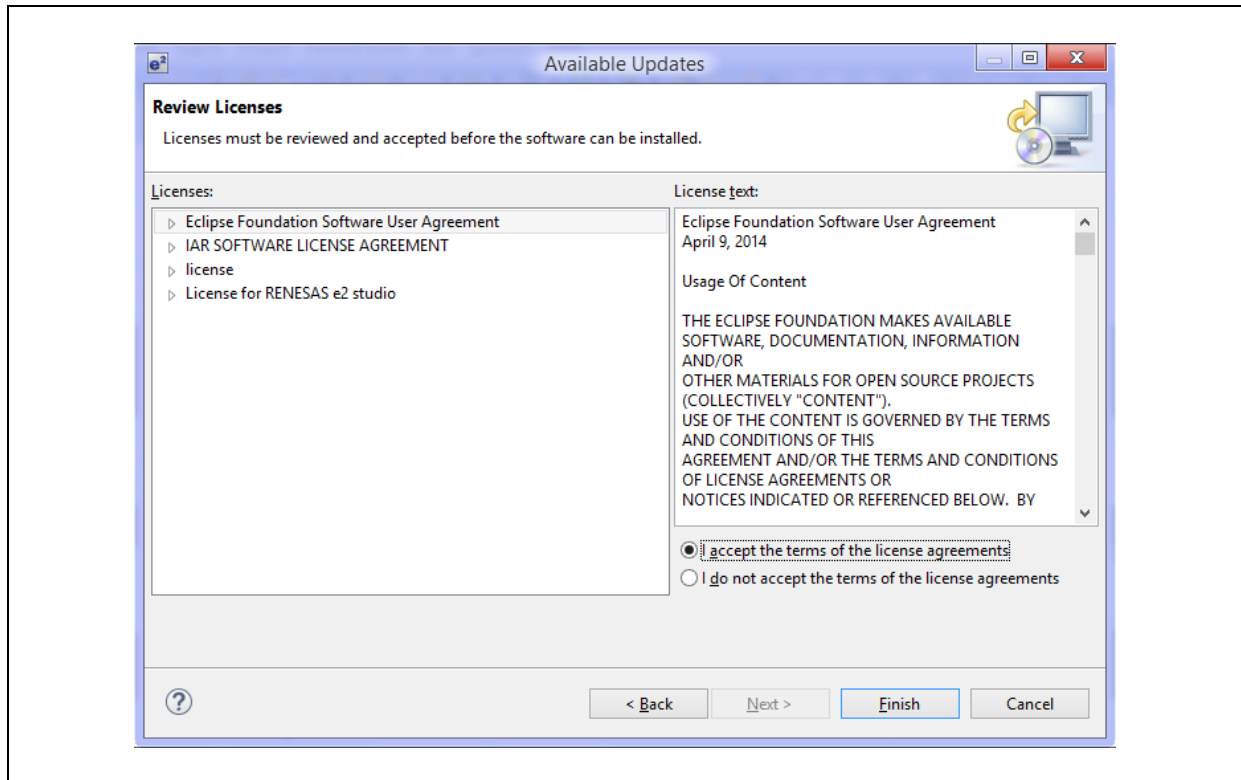 e²
Available Updates
Review Licenses
Licenses must be reviewed and accepted before the software can be installed.
Licenses:
Eclipse Foundation Software User Agreement
IAR SOFTWARE LICENSE AGREEMENT
license
License for RENESAS e2 studio
License text:
Eclipse Foundation Software User Agreement
April 9, 2014
Usage Of Content
THE ECLIPSE FOUNDATION MAKES AVAILABLE
SOFTWARE, DOCUMENTATION, INFORMATION
AND/OR
OTHER MATERIALS FOR OPEN SOURCE PROJECTS
(COLLECTIVELY "CONTENT").
USE OF THE CONTENT IS GOVERNED BY THE TERMS
AND CONDITIONS OF THIS
AGREEMENT AND/OR THE TERMS AND CONDITIONS
OF LICENSE AGREEMENTS OR
NOTICES INDICATED OR REFERENCED BELOW.  BY
I accept the terms of the license agreements
I do not accept the terms of the license agreements
?
< Back
Next >
Finish
Cancel